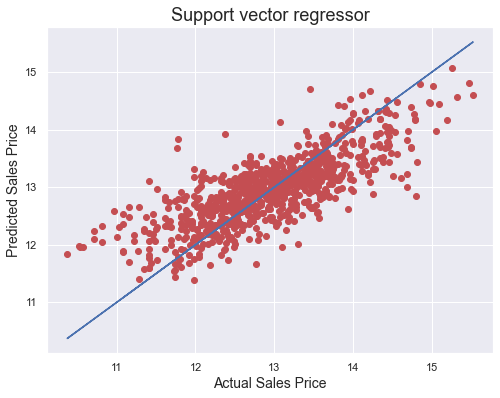 Support vector regressor
Predicted Sales Price
15
14
13
12
11
11 12 13 14 15
Actual Sales Price